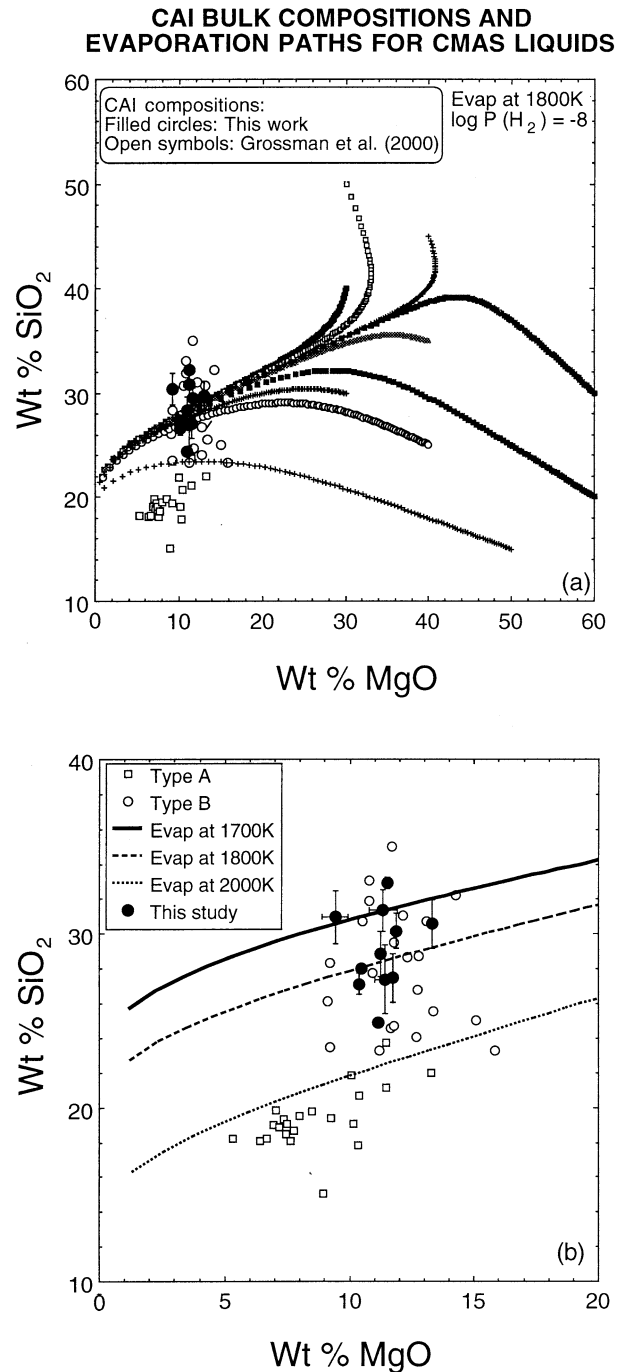 CAI BULK COMPOSITIONS AND
EVAPORATION PATHS FOR CMAS LIQUIDS
60
50
40
30
20
10
Wt % SiO2
CAI compositions:
Filled circles: This work
Open symbols: Grossman et al. (2000)
Evap at 1800K
log P (H2) = -8
(a)
0 10 20 30 40 50 60
Wt % MgO
40
30
20
10
Wt % SiO2
Type A
Type B
Evap at 1700K
Evap at 1800K
Evap at 2000K
This study
(b)
0 5 10 15 20
Wt % MgO